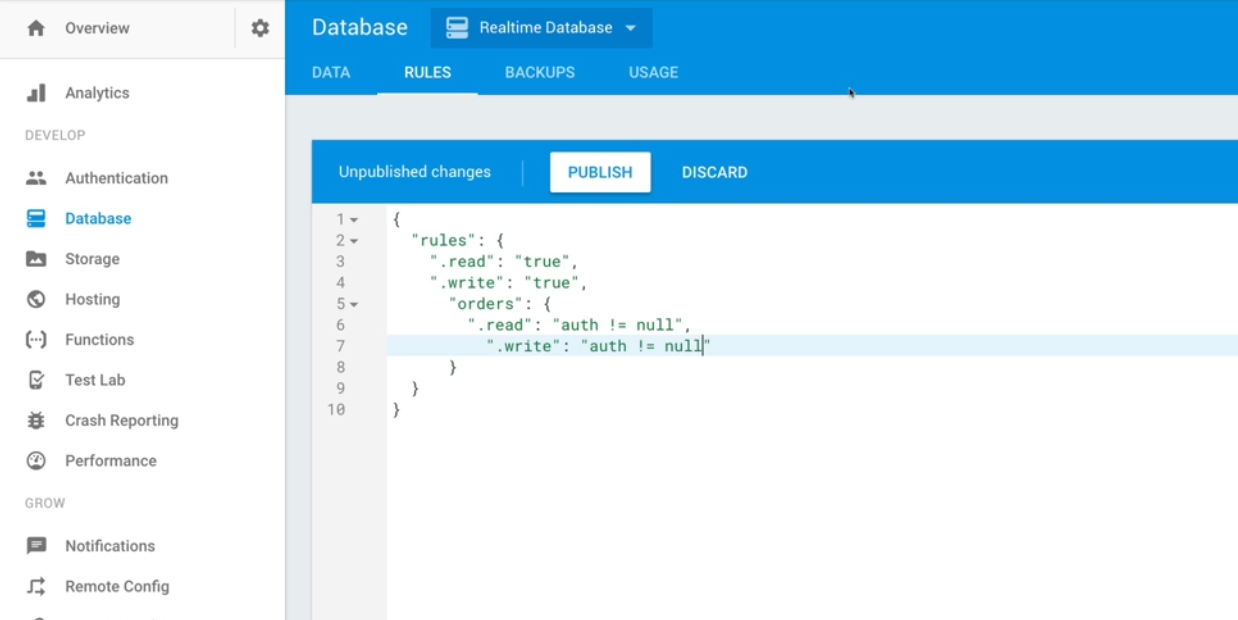 Overview
Analytics
DEVELOP
Authentication
Database
Storage
Hosting
Functions
Test Lab
Crash Reporting
Performance
GROW
Notifications
Remote Config
Database
Realtime Database
DATA RULES BACKUPS USAGE
Unpublished changes PUBLISH DISCARD
1 {
2 "rules": {
3 ".read": "true",
4 ".write": "true",
5 "orders": {
6 ".read": "auth != null",
7 ".write": "auth != null"
8 }
9 }
10 }